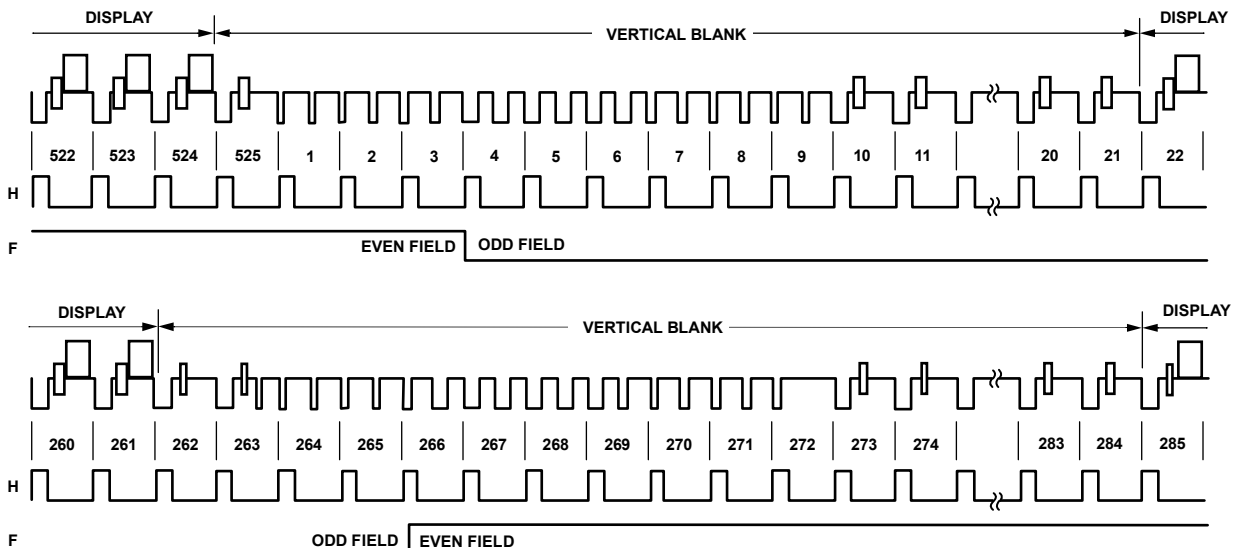 DISPLAY VERTICAL BLANK DISPLAY
522 523 524 525 1 2 3 4 5 6 7 8 9 10 11 20 21 22
H
F EVEN FIELD ODD FIELD
DISPLAY VERTICAL BLANK DISPLAY
260 261 262 263 264 265 266 267 268 269 270 271 272 273 274 283 284 285
H
F ODD FIELD EVEN FIELD